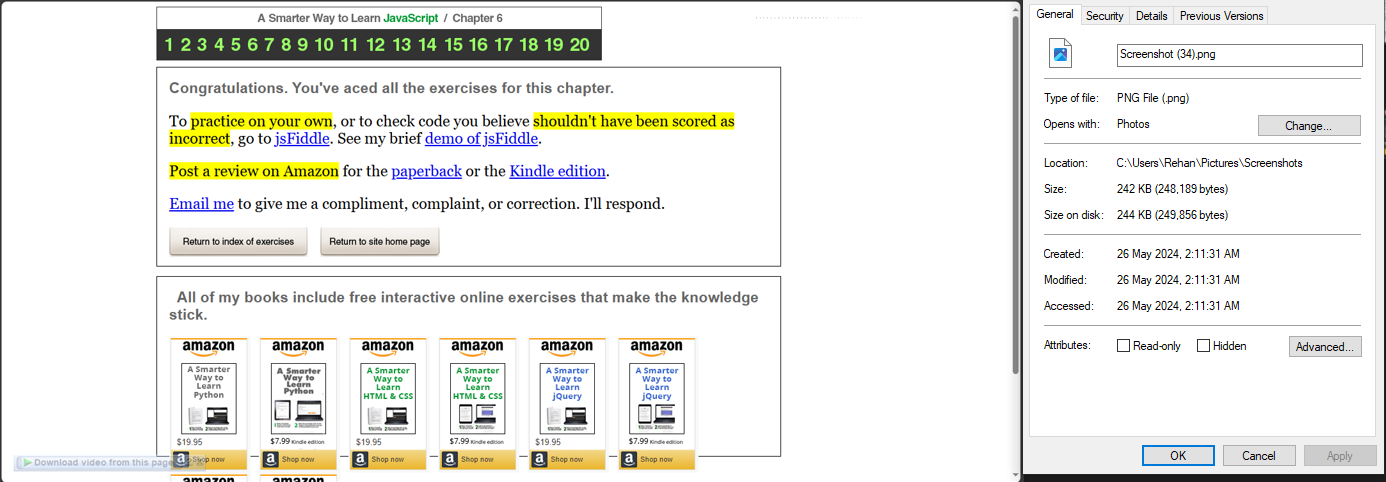 A Smarter Way to Learn JavaScript / Chapter 6
1 2 3 4 5 6 7 8 9 10 11 12 13 14 15 16 17 18 19 20
Congratulations. You've aced all the exercises for this chapter.
To practice on your own, or to check code you believe shouldn't have been scored as
incorrect, go to jsFiddle. See my brief demo of jsFiddle.
Post a review on Amazon for the paperback or the Kindle edition.
Email me to give me a compliment, complaint, or correction. I'll respond.
Return to index of exercises
Return to site home page
All of my books include free interactive online exercises that make the knowledge
stick.
amazon
A Smarter
Way to
Learn
Python
$19.95
Shop now
amazon
A Smarter
Way to
Learn
Python
$7.99 Kindle edition
Shop now
amazon
A Smarter
Way to
Learn
HTML & CSS
$19.95
Shop now
amazon
A Smarter
Way to
Learn
HTML & CSS
$7.99 Kindle edition
Shop now
amazon
A Smarter
Way to
Learn
jQuery
$19.95
Shop now
amazon
A Smarter
Way to
Learn
jQuery
$7.99 Kindle edition
Shop now
Download video from this page
amazon
amazon
General
Security
Details
Previous Versions
Screenshot (34).png
Type of file: PNG File (.png)
Opens with: Photos
Change...
Location: C:\Users\Rehan\Pictures\Screenshots
Size: 242 KB (248,189 bytes)
Size on disk: 244 KB (249,856 bytes)
Created: 26 May 2024, 2:11:31 AM
Modified: 26 May 2024, 2:11:31 AM
Accessed: 26 May 2024, 2:11:31 AM
Attributes: Read-only Hidden
Advanced...
OK
Cancel
Apply